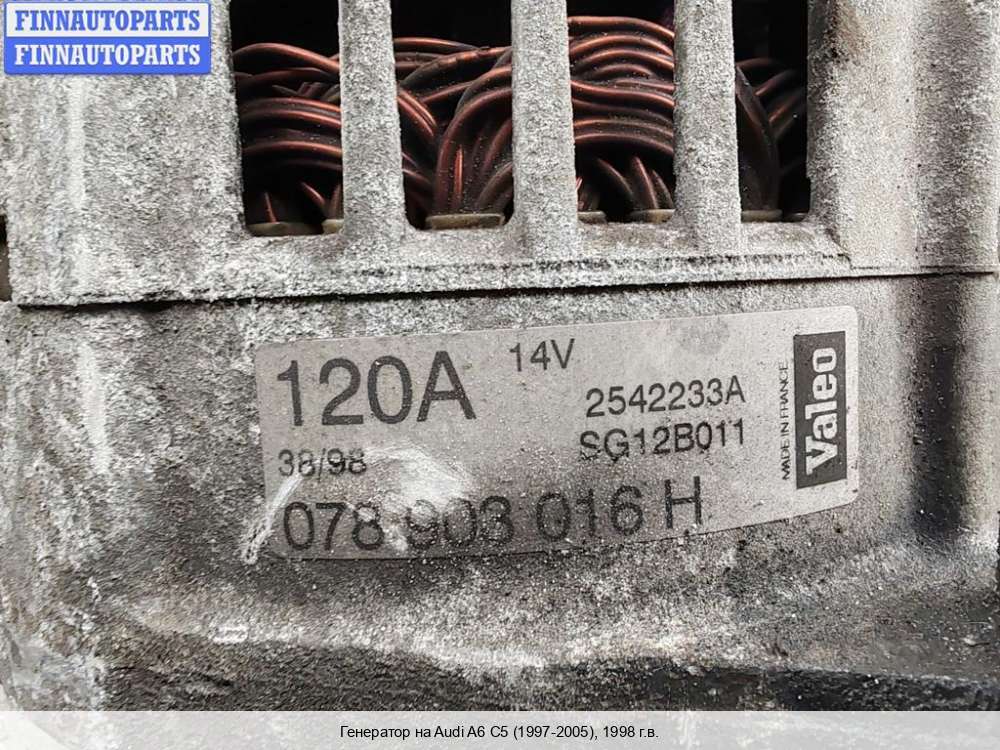 FINNAUTOPARTS
FINNAUTOPARTS
120A
14V
2542233A
SG12B011
38/98
078 903 016 H
MADE IN FRANCE
Valeo
Генератор на Audi A6 C5 (1997-2005), 1998 г.в.